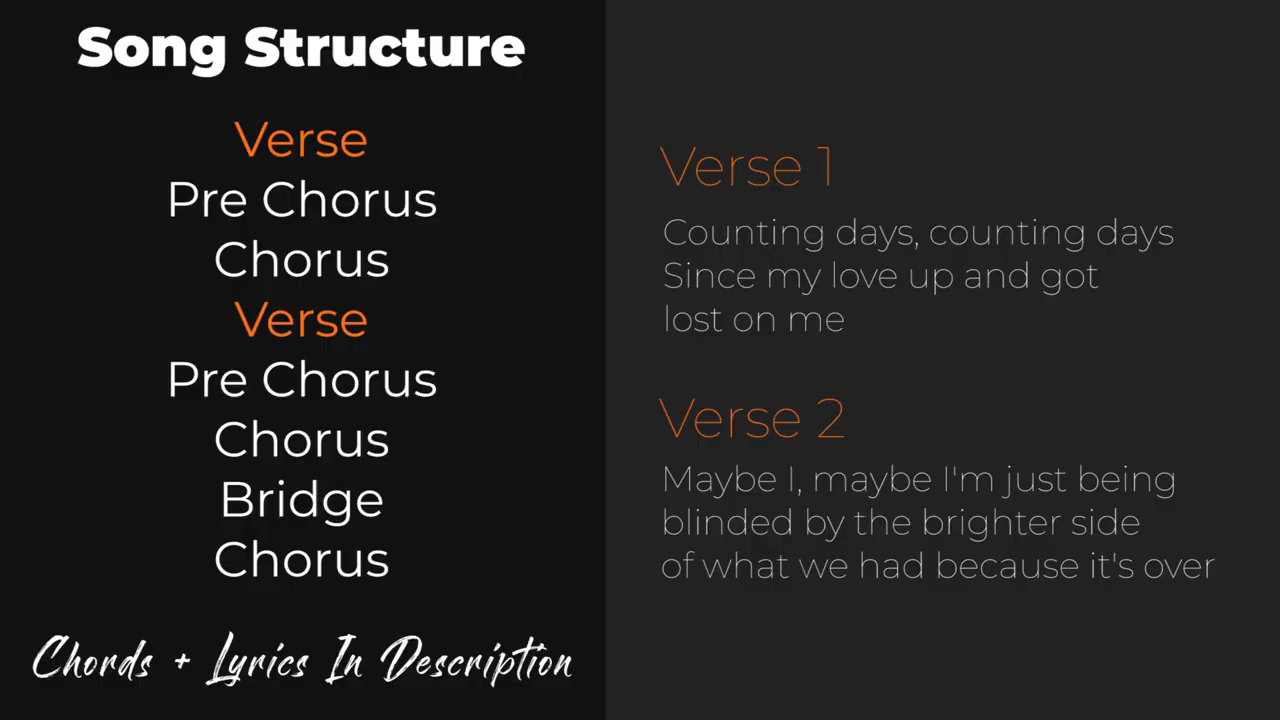 Song Structure
Verse
Pre Chorus
Chorus
Verse
Pre Chorus
Chorus
Bridge
Chorus
Chords + Lyrics In Description
Verse 1
Counting days, counting days
Since my love up and got
lost on me
Verse 2
Maybe I, maybe I'm just being
blinded by the brighter side
of what we had because it's over